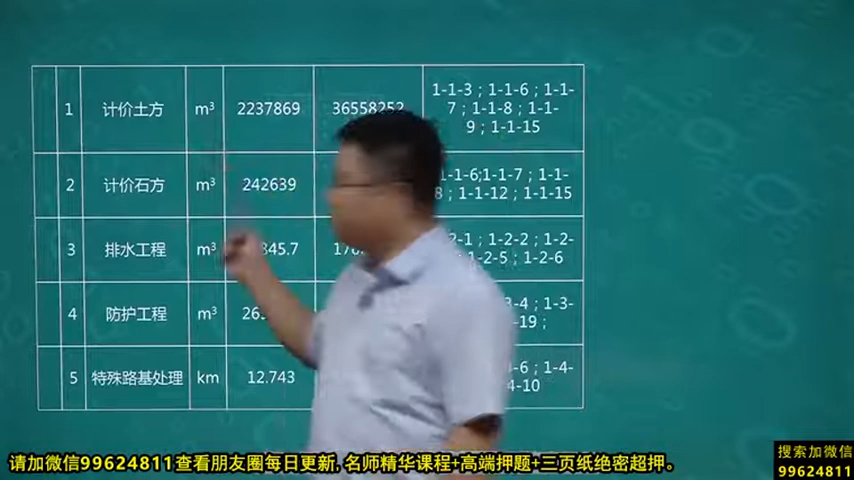 1 计价土方 m³ 2237869 36558252 1-1-3；1-1-6；1-1-
7；1-1-8；1-1-
9；1-1-15
2 计价石方 m³ 242639 1-1-6;1-1-7；1-1-
8；1-1-12；1-1-15
3 排水工程 m³ 845.7 2-1；1-2-2；1-2-
1-2-5；1-2-6
4 防护工程 m³ 3-4；1-3-
-19；
5 特殊路基处理 km 12.743 -6；1-4-
4-10
请加微信99624811查看朋友圈每日更新,名师精华课程+高端押题+三页纸绝密超押。
搜索加微信
99624811